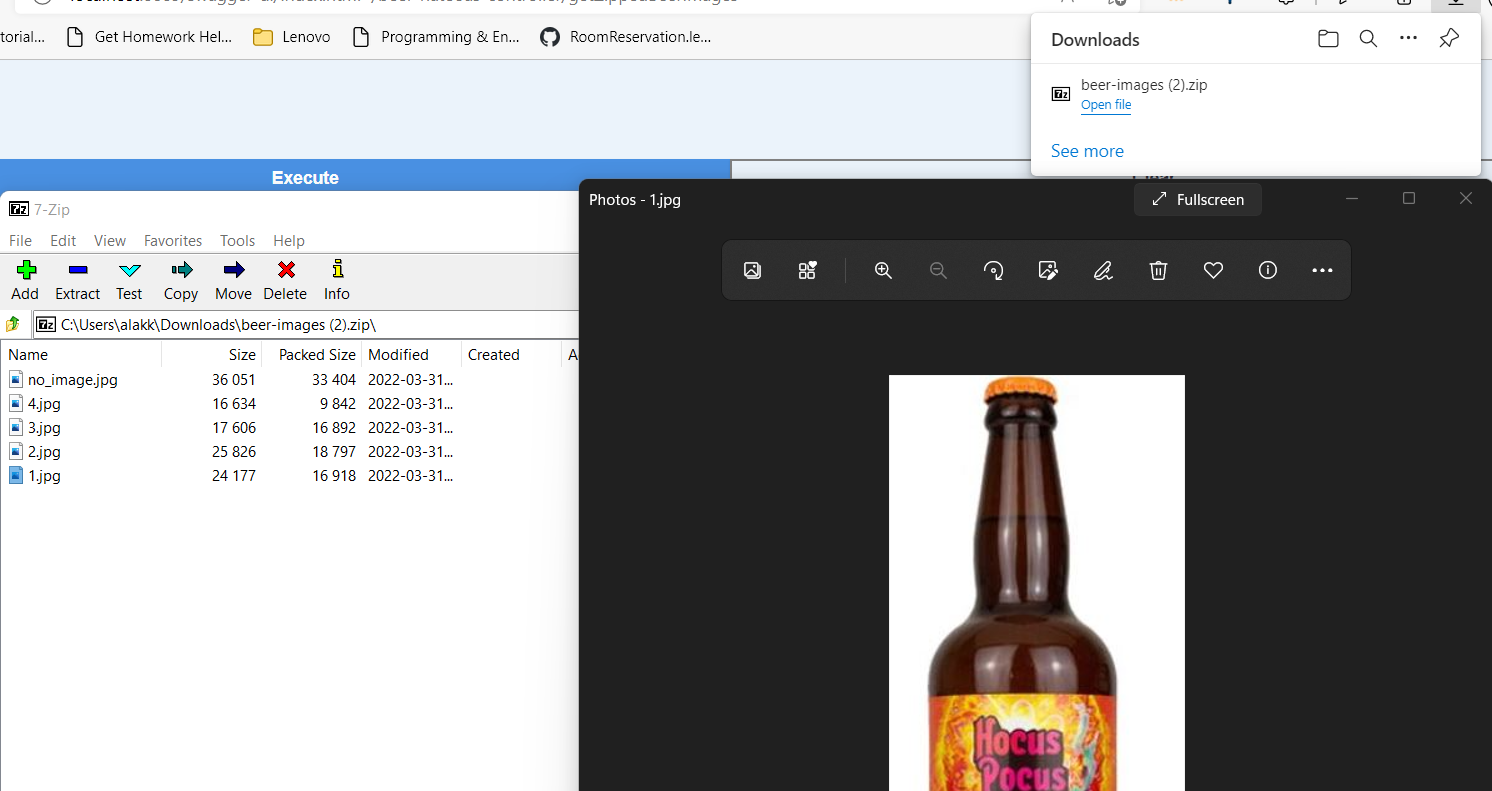 Downloads
torial...
Get Homework Hel...
Lenovo
Programming & En...
RoomReservation.le...
beer-images (2).zip
Open file
See more
Execute
7-Zip
File Edit View Favorites Tools Help
Add Extract Test Copy Move Delete Info
C:\Users\alakk\Downloads\beer-images (2).zip\
Name Size Packed Size Modified Created A
no_image.jpg 36 051 33 404 2022-03-31...
4.jpg 16 634 9 842 2022-03-31...
3.jpg 17 606 16 892 2022-03-31...
2.jpg 25 826 18 797 2022-03-31...
1.jpg 24 177 16 918 2022-03-31...
Photos - 1.jpg
Fullscreen
Hocus
Pocus